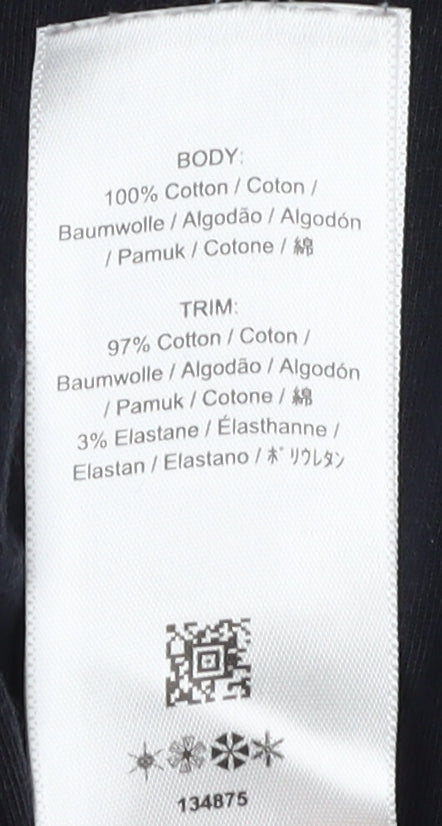 BODY:
100% Cotton / Coton /
Baumwolle / Algodão / Algodón
/ Pamuk / Cotone / 綿
TRIM:
97% Cotton / Coton /
Baumwolle / Algodão / Algodón
/ Pamuk / Cotone / 綿
3% Elastane / Élasthanne /
Elastan / Elastano / ポリウレタン
134875